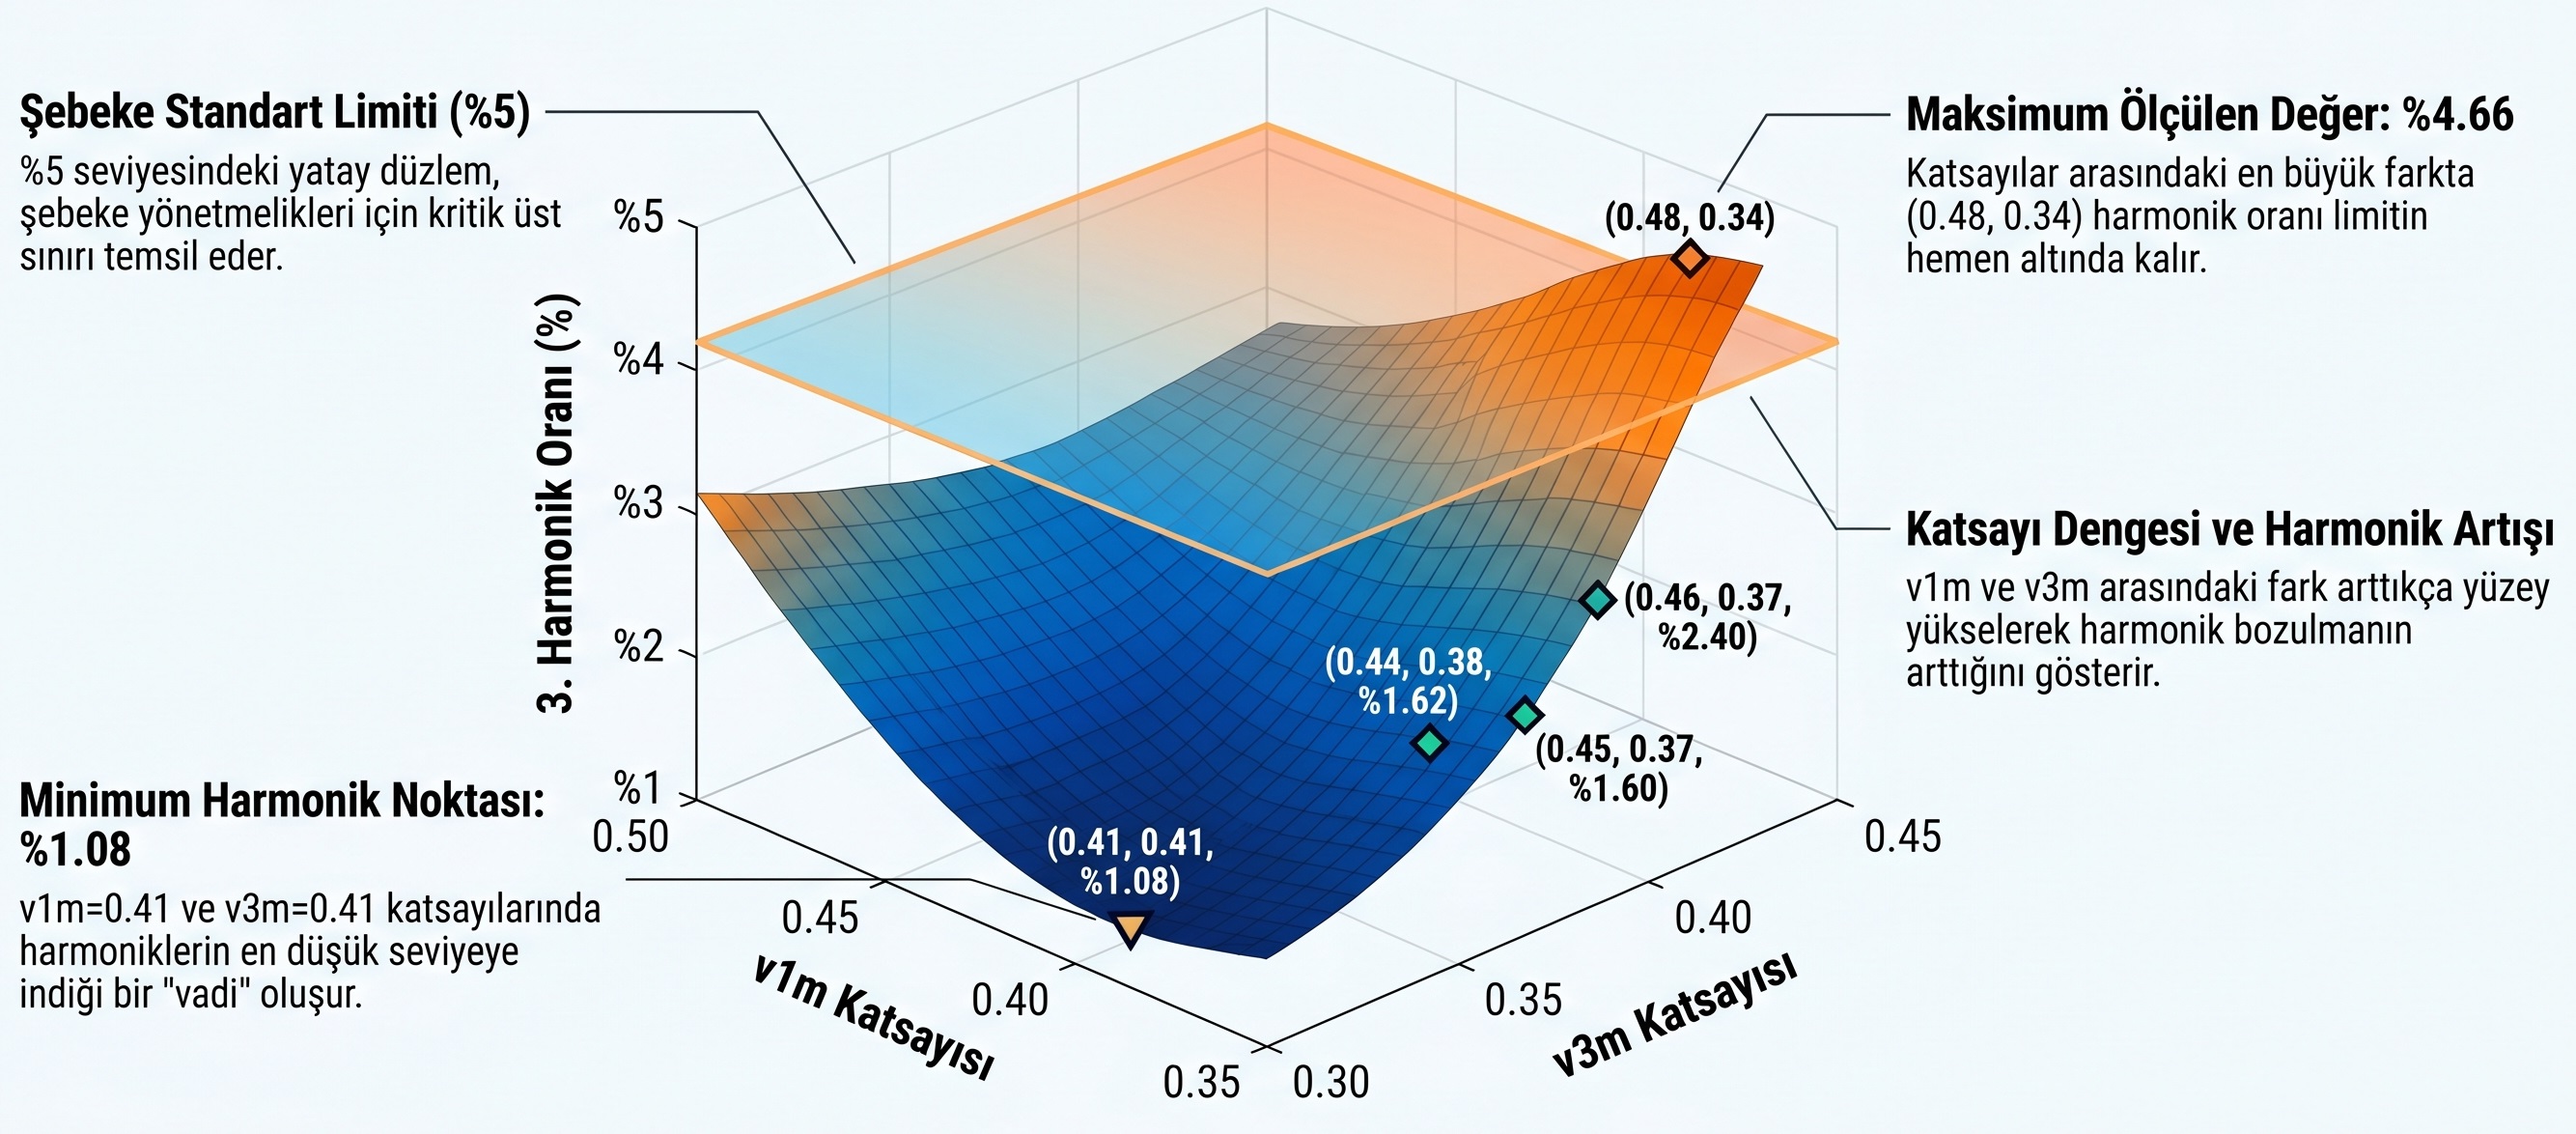 Şebeke Standart Limiti (%5)
%5 seviyesindeki yatay düzlem,
şebeke yönetmelikleri için kritik üst
sınırı temsil eder.
Maksimum Ölçülen Değer: %4.66
Katsayılar arasındaki en büyük farkta
(0.48, 0.34) harmonik oranı limitin
hemen altında kalır.
(0.48, 0.34)
Katsayı Dengesi ve Harmonik Artışı
v1m ve v3m arasındaki fark arttıkça yüzey
yükselerek harmonik bozulmanın
arttığını gösterir.
Minimum Harmonik Noktası:
%1.08
v1m=0.41 ve v3m=0.41 katsayılarında
harmoniklerin en düşük seviyeye
indiği bir "vadi" oluşur.
3. Harmonik Oranı (%)
%5
%4
%3
%2
%1
(0.46, 0.37,
%2.40)
(0.44, 0.38,
%1.62)
(0.45, 0.37,
%1.60)
(0.41, 0.41,
%1.08)
0.50
0.45
0.40
0.35
v1m Katsayısı
0.30
0.35
0.40
0.45
v3m Katsayısı